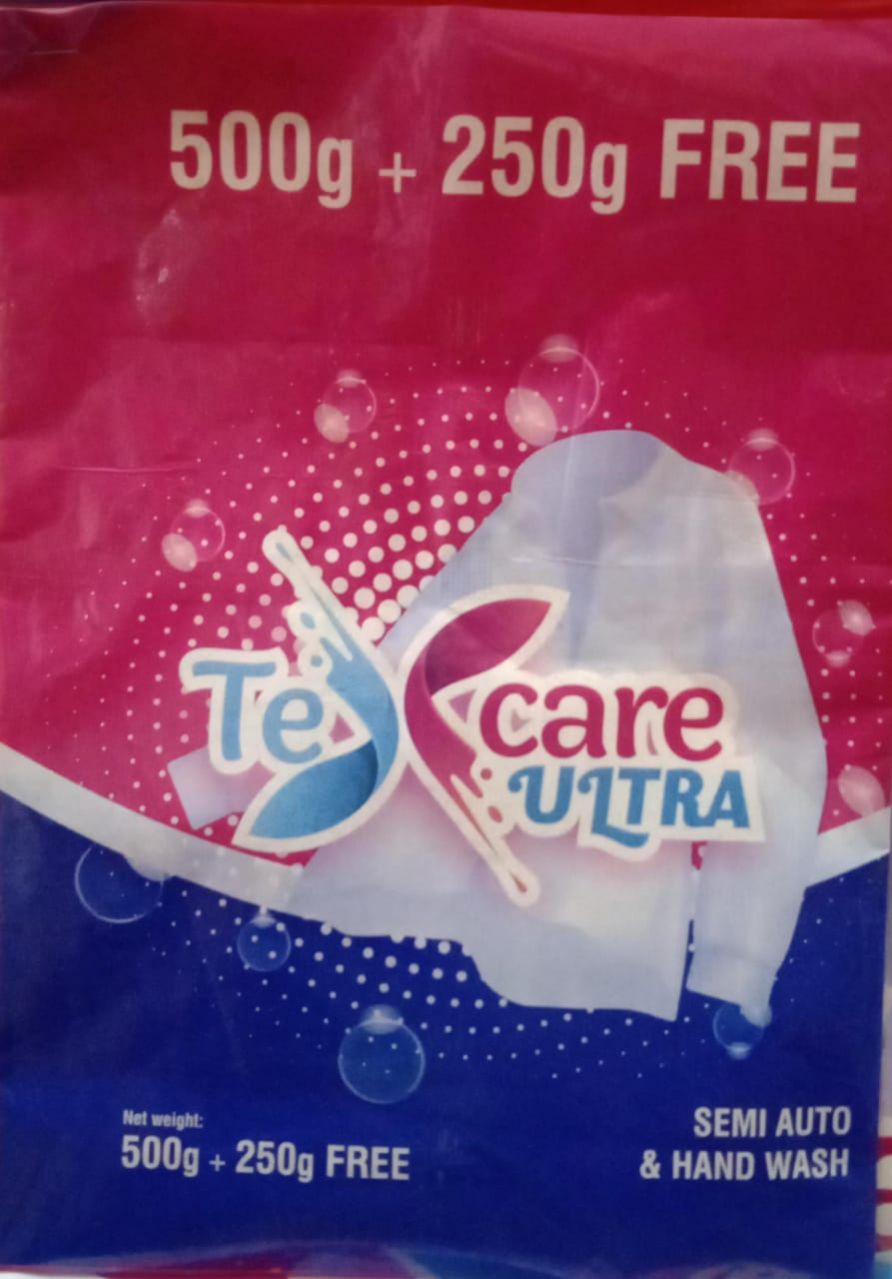 500g + 250g FREE
TeXcare
ULTRA
Net weight:
500g + 250g FREE
SEMI AUTO
& HAND WASH